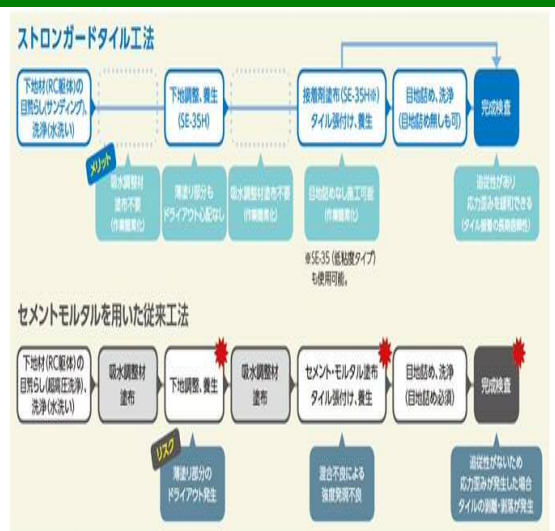 ストロンガードタイル工法
下地材(RC躯体)の
目荒らし(サンディング)、
洗浄(水洗い)
下地調整、養生
(SE-35H)
接着剤塗布(SE-35H※)
タイル張付け、養生
目地詰め、洗浄
(目地詰め無しも可)
完成検査
メリット
吸水調整材
塗布不要
(作業簡素化)
薄塗り部分も
ドライアウト心配なし
吸水調整材塗布不要
(作業簡素化)
目地詰めなし施工可能
(作業簡素化)
※SE-35 (低粘度タイプ)
も使用可能。
追従性があり
応力歪みを緩和できる
(タイル接着の長期信頼性)
セメントモルタルを用いた従来工法
下地材(RC躯体)の
目荒らし(超高圧洗浄)、
洗浄(水洗い)
吸水調整材
塗布
下地調整、養生
吸水調整材
塗布
セメント・モルタル塗布
タイル張付け、養生
目地詰め、洗浄
(目地詰め必須)
完成検査
リスク
薄塗り部分の
ドライアウト発生
混合不良による
強度発現不良
追従性がないため
応力歪みが発生した場合
タイルの剥離・剥落が発生